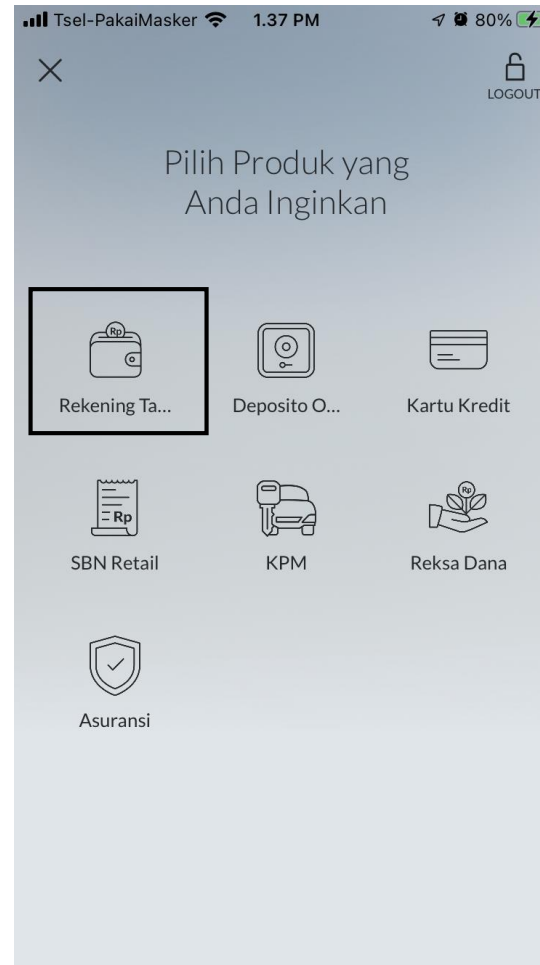 Tsel-PakaiMasker 1.37 PM 80%
LOGOUT
Pilih Produk yang
Anda Inginkan
Rp
Rekening Ta... Deposito O... Kartu Kredit
Rp Rp
SBN Retail KPM Reksa Dana
Asuransi